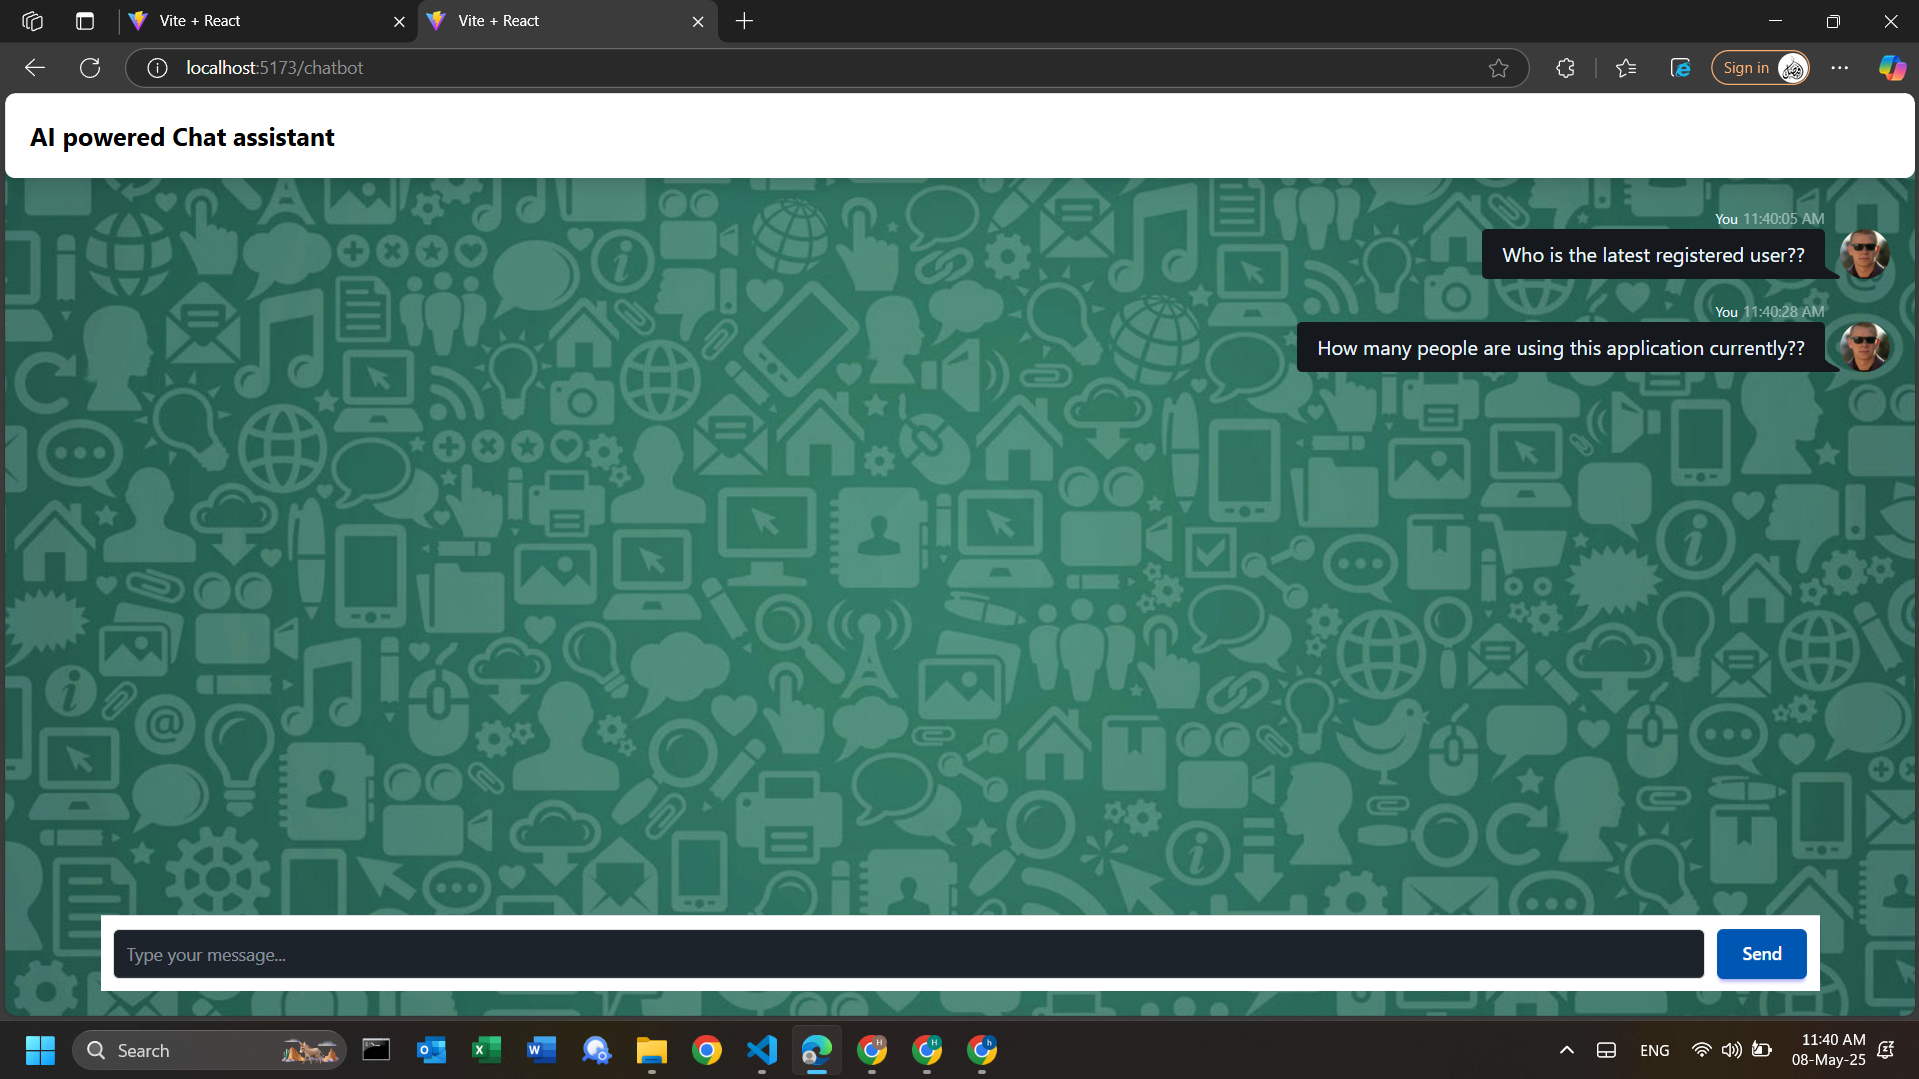 Vite + React
Vite + React
localhost:5173/chatbot
Sign in
AI powered Chat assistant
You 11:40:05 AM
Who is the latest registered user??
You 11:40:28 AM
How many people are using this application currently??
Type your message...
Send
Search
ENG
11:40 AM
08-May-25